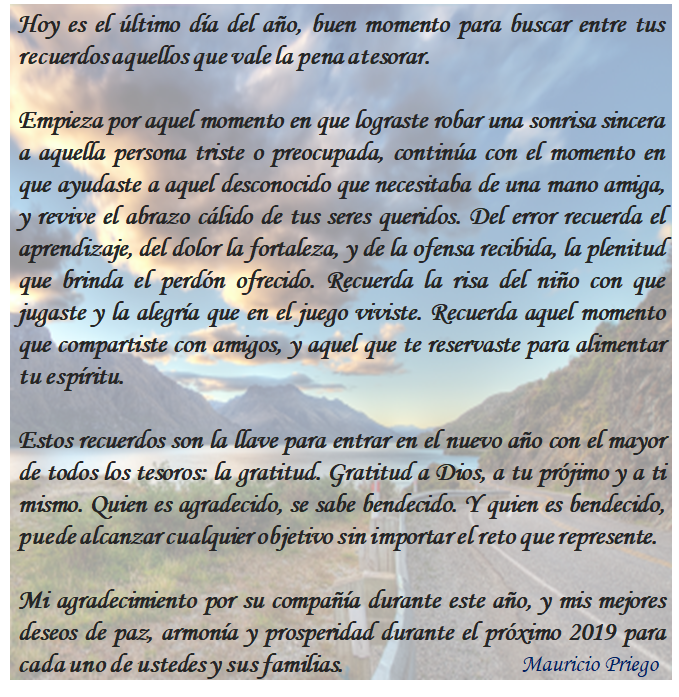 Hoy es el último día del año, buen momento para buscar entre tus
recuerdos aquellos que vale la pena atesorar.
Empieza por aquel momento en que lograste robar una sonrisa sincera
a aquella persona triste o preocupada, continúa con el momento en
que ayudaste a aquel desconocido que necesitaba de una mano amiga,
y revive el abrazo cálido de tus seres queridos. Del error recuerda el
aprendizaje, del dolor la fortaleza, y de la ofensa recibida, la plenitud
que brinda el perdón ofrecido. Recuerda la risa del niño con que
jugaste y la alegría que en el juego viviste. Recuerda aquel momento
que compartiste con amigos, y aquel que te reservaste para alimentar
tu espíritu.
Estos recuerdos son la llave para entrar en el nuevo año con el mayor
de todos los tesoros: la gratitud. Gratitud a Dios, a tu prójimo y a ti
mismo. Quien es agradecido, se sabe bendecido. Y quien es bendecido,
puede alcanzar cualquier objetivo sin importar el reto que represente.
Mi agradecimiento por su compañía durante este año, y mis mejores
deseos de paz, armonía y prosperidad durante el próximo 2019 para
cada uno de ustedes y sus familias. Mauricio Priego